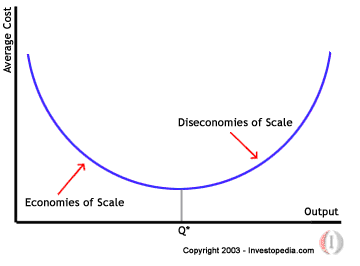 Average Cost
Diseconomies of Scale
Economies of Scale
Output
Q*
Copyright 2003 - Investopedia.com